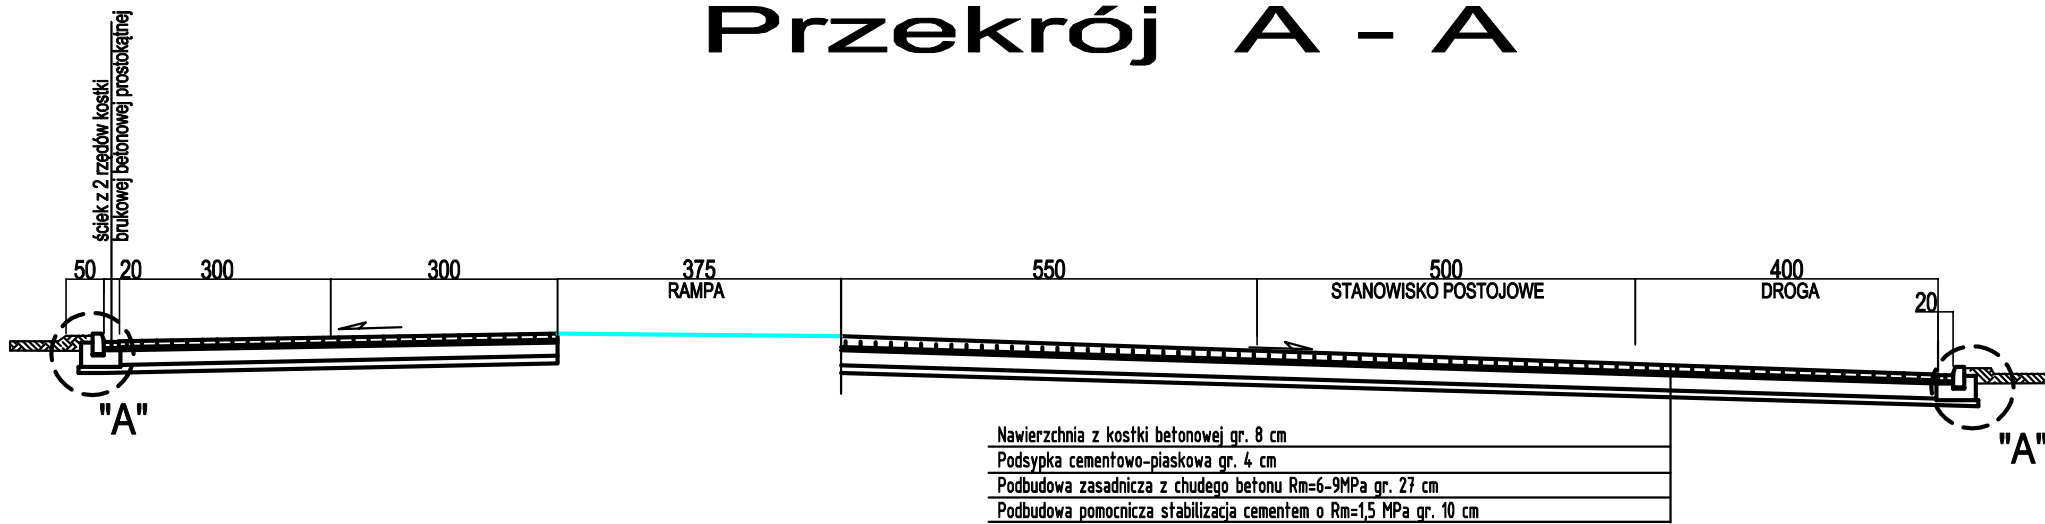 Przekrój A - A
ściek z 2 rzędów kostki
brukowej betonowej prostokątnej
50 20 300 300 375 550 500 400
RAMPA STANOWISKO POSTOJOWE DROGA
20
"A"
"A"
Nawierzchnia z kostki betonowej gr. 8 cm
Podsypka cementowo-piaskowa gr. 4 cm
Podbudowa zasadnicza z chudego betonu Rm=6-9MPa gr. 27 cm
Podbudowa pomocnicza stabilizacja cementem o Rm=1,5 MPa gr. 10 cm